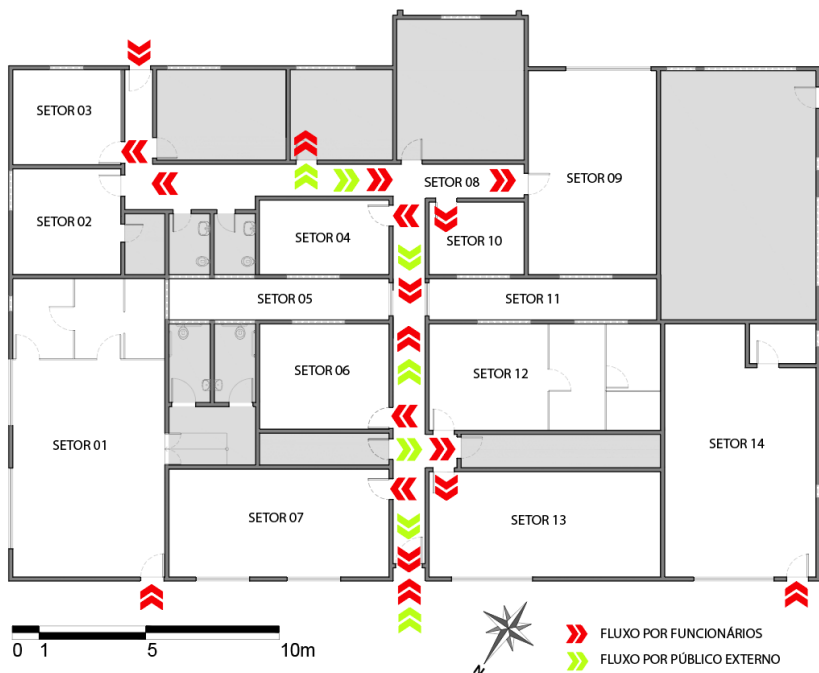 SETOR 03
SETOR 02
SETOR 08
SETOR 09
SETOR 04
SETOR 10
SETOR 05
SETOR 11
SETOR 06
SETOR 12
SETOR 01
SETOR 14
SETOR 07
SETOR 13
0 1 5 10m
N
FLUXO POR FUNCIONÁRIOS
FLUXO POR PÚBLICO EXTERNO